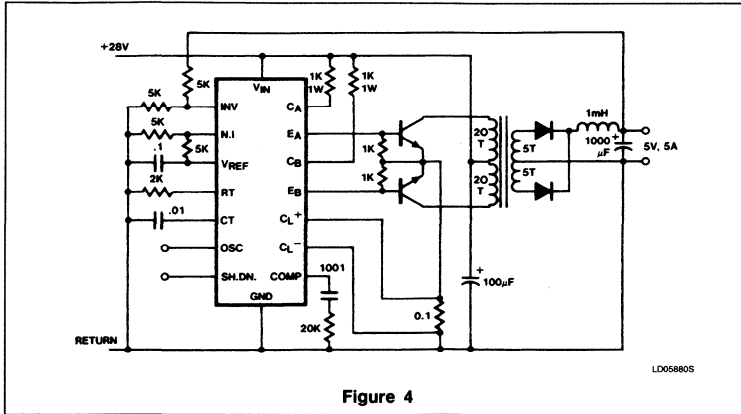 +28V
5K
5K
5K
5K
.1
2K
.01
VIN
INV
N.I
VREF
RT
CT
OSC
SH.DN.
GND
CA
EA
CB
EB
CL+
CL−
COMP
1K
1W
1K
1W
1K
1K
1001
20K
20
T
20
T
5T
5T
1mH
1000
μF
+
5V, 5A
+
100μF
0.1
RETURN
LD05880S
Figure 4